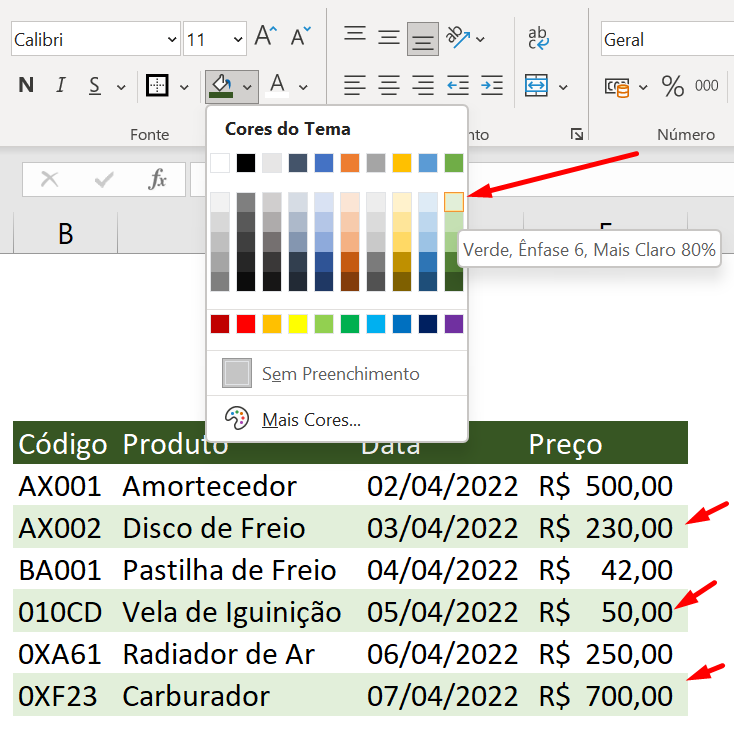 Calibri 11 A A ab c Geral
N I S A % 000
Fonte nto Número
Cores do Tema
fx
B
Verde, Ênfase 6, Mais Claro 80%
Sem Preenchimento
Mais Cores...
Código Produto Data Preço
AX001 Amortecedor 02/04/2022 R$ 500,00
AX002 Disco de Freio 03/04/2022 R$ 230,00
BA001 Pastilha de Freio 04/04/2022 R$ 42,00
010CD Vela de Iguinição 05/04/2022 R$ 50,00
0XA61 Radiador de Ar 06/04/2022 R$ 250,00
0XF23 Carburador 07/04/2022 R$ 700,00